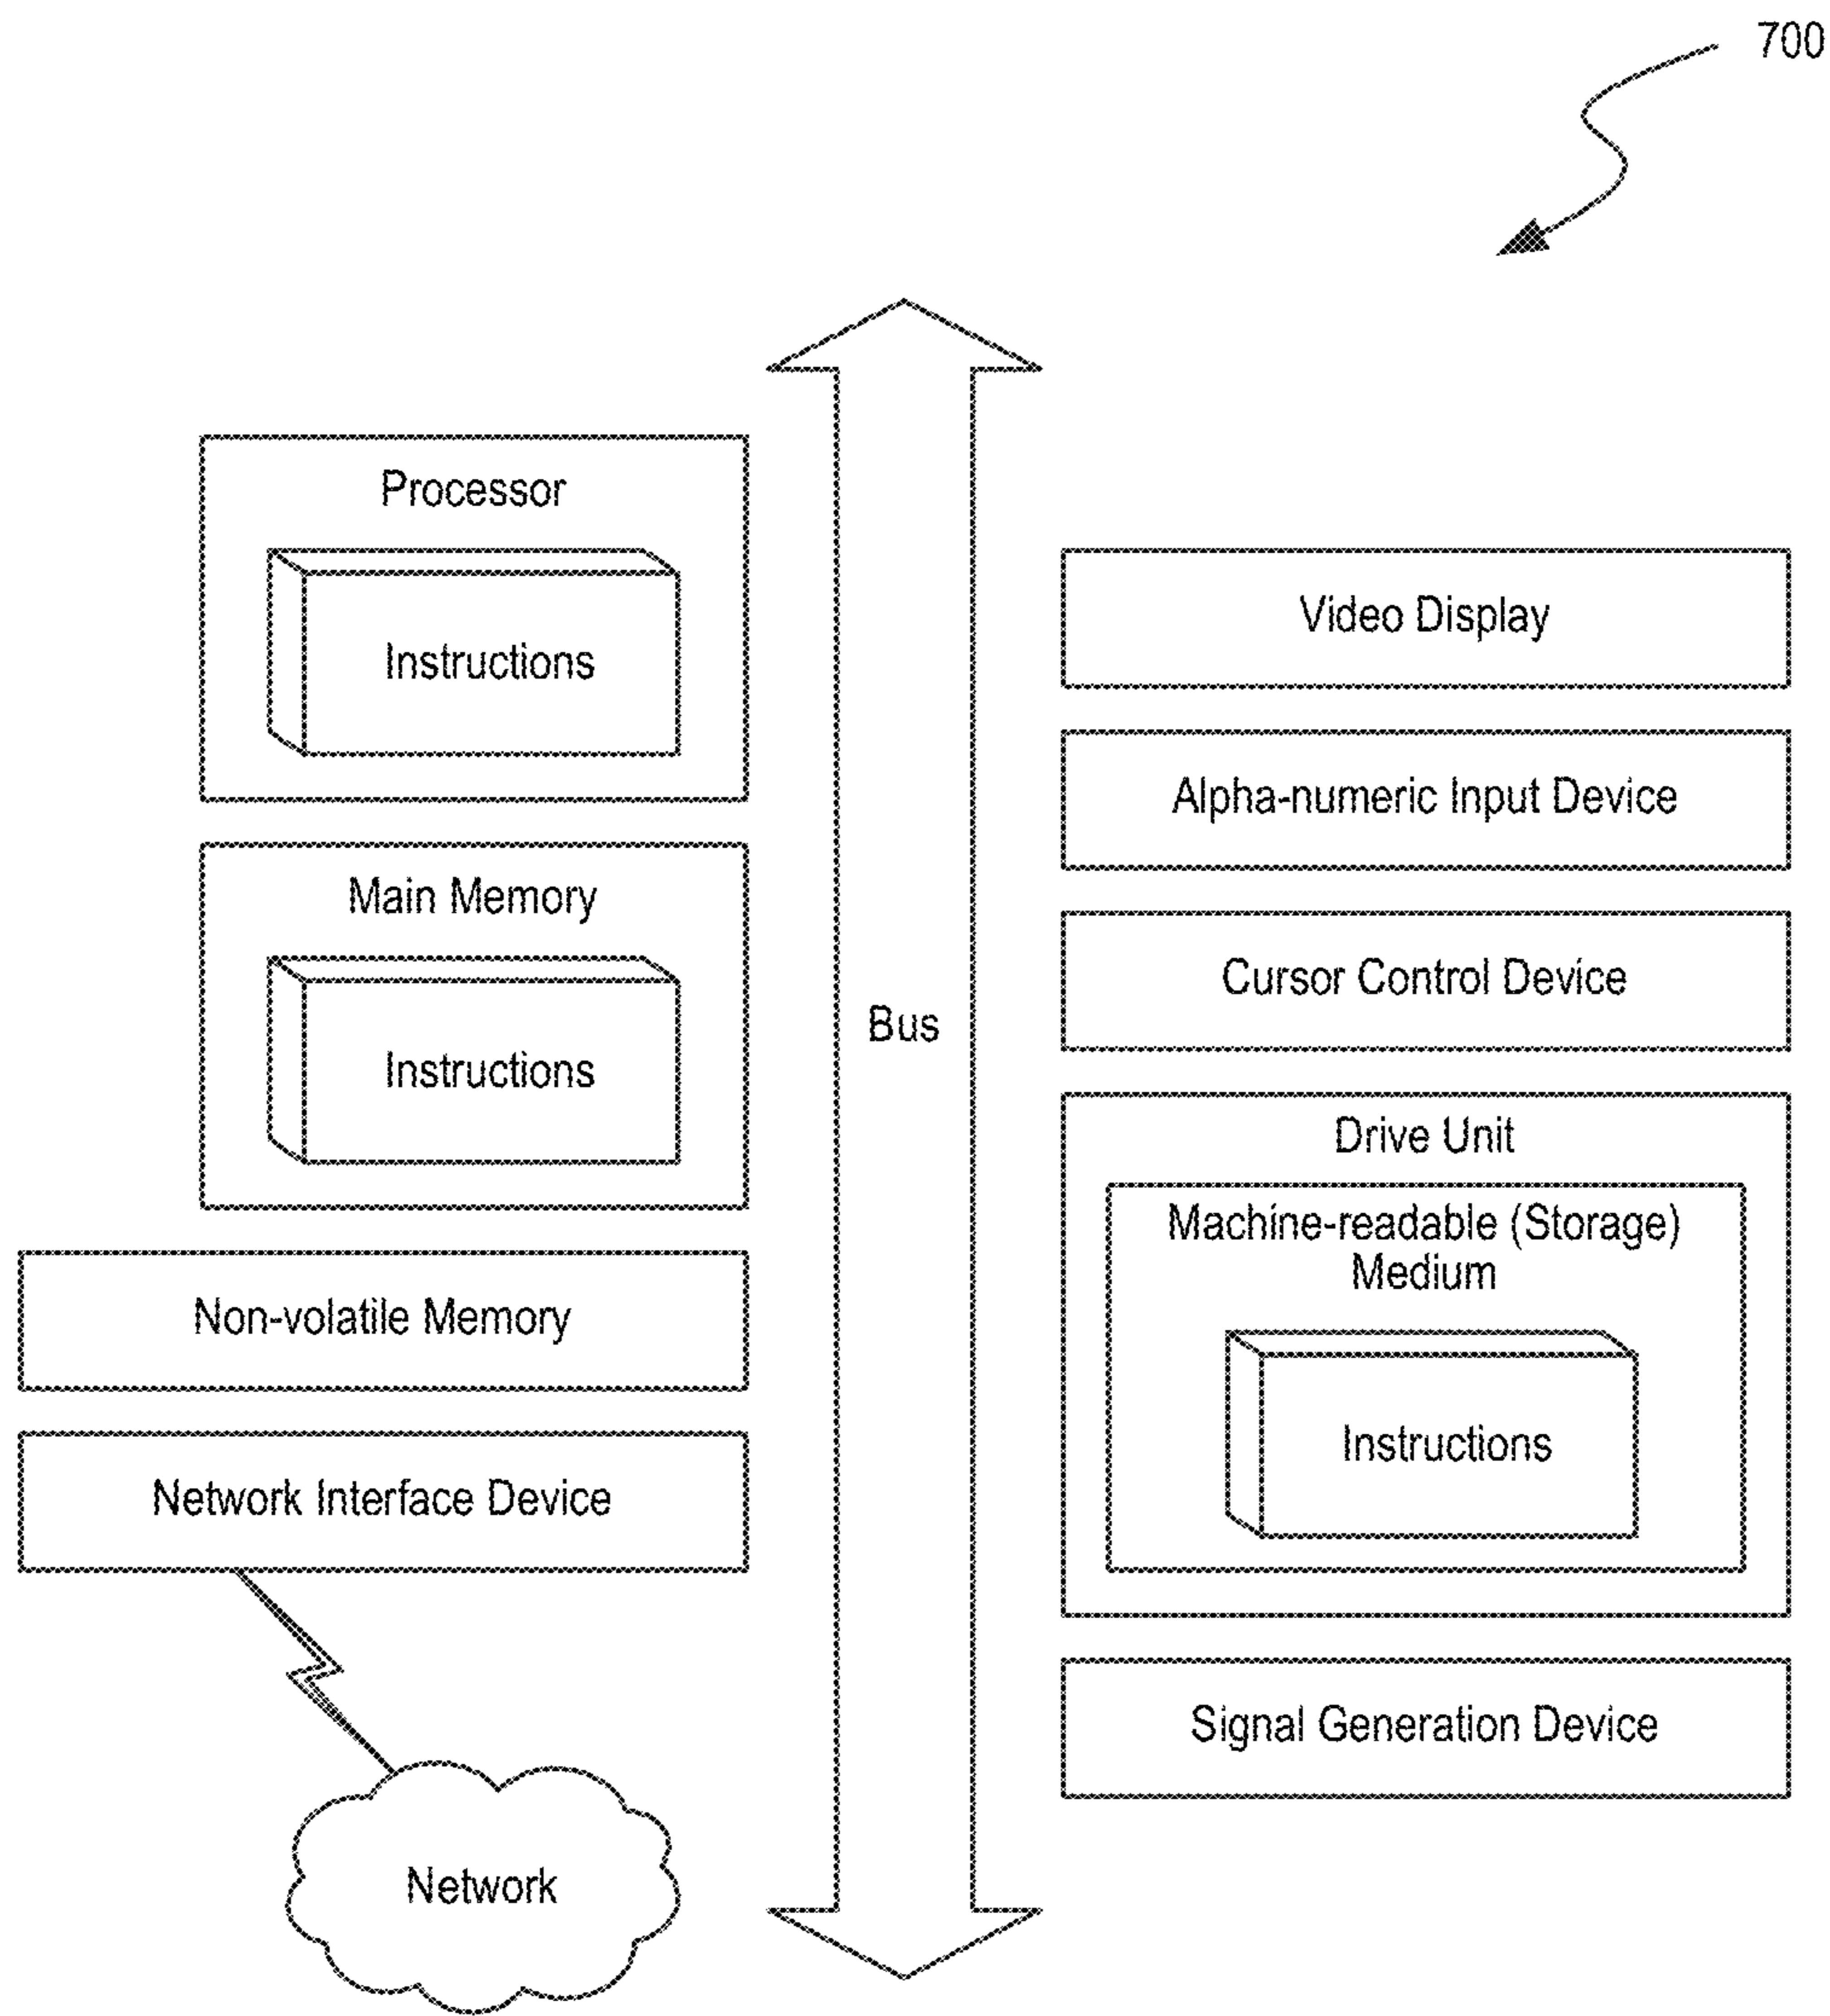 700
Processor
Instructions
Main Memory
Instructions
Non-volatile Memory
Network Interface Device
Network
Bus
Video Display
Alpha-numeric Input Device
Cursor Control Device
Drive Unit
Machine-readable (Storage)
Medium
Instructions
Signal Generation Device